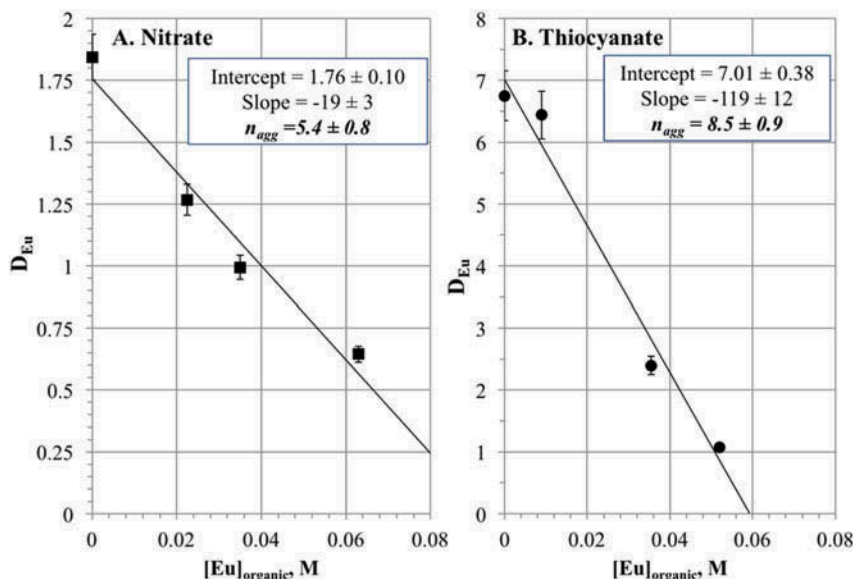 A. Nitrate
Intercept = 1.76 ± 0.10
Slope = -19 ± 3
nagg =5.4 ± 0.8
2
1.75
1.5
1.25
1
0.75
0.5
0.25
0
DEu
0
0.02
0.04
0.06
0.08
[Eu]organic, M
B. Thiocyanate
Intercept = 7.01 ± 0.38
Slope = -119 ± 12
nagg = 8.5 ± 0.9
8
7
6
5
4
3
2
1
0
DEu
0
0.02
0.04
0.06
0.08
[Eu]organic, M